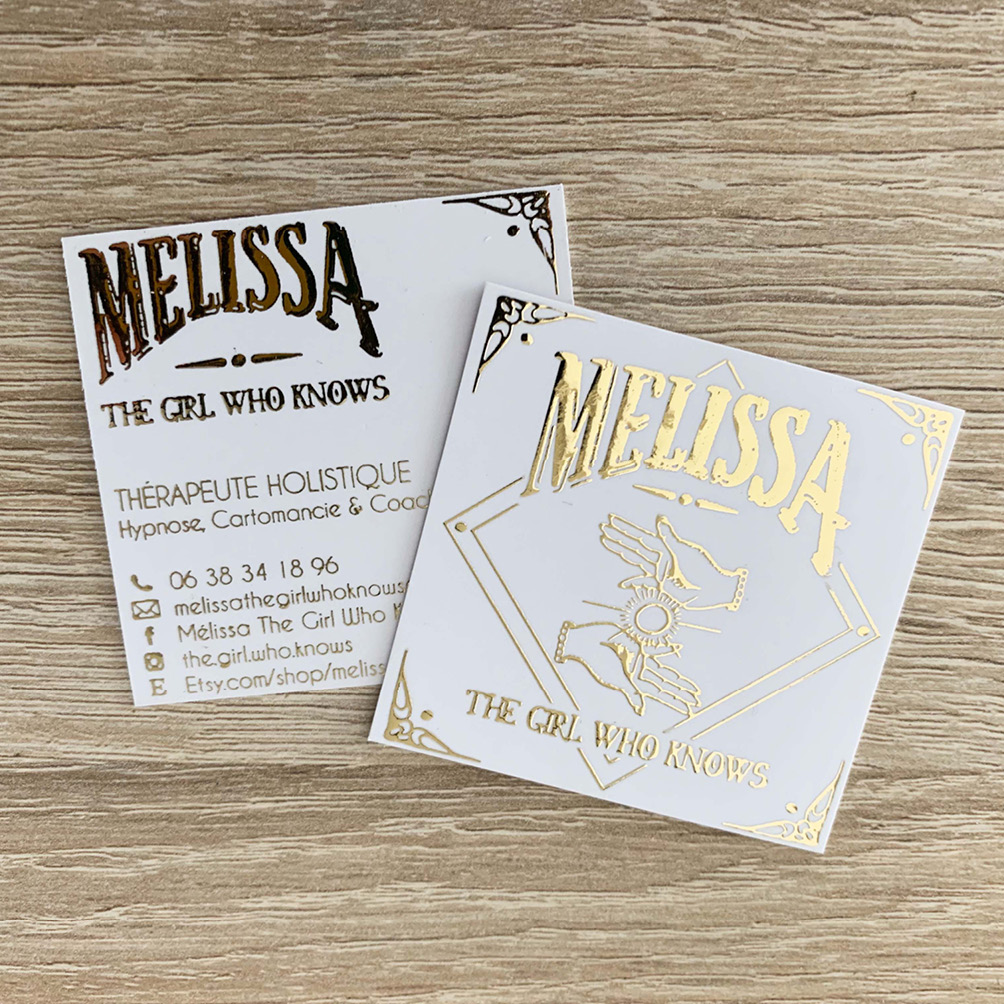 MELISSA
THE GIRL WHO KNOWS
THÉRAPEUTE HOLISTIQUE
Hypnose, Cartomancie & Coac
06 38 34 18 96
melissathegirlwhoknows
Mélissa The Girl Who
the.girl.who.knows
Etsy.com/shop/meliss
MELISSA
THE GIRL WHO KNOWS